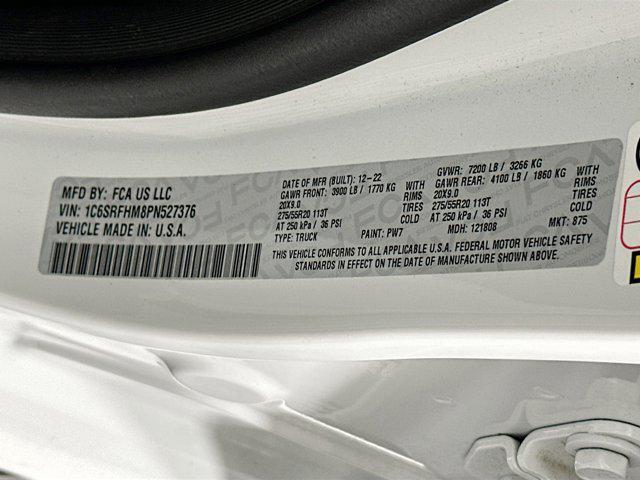 MFD BY: FCA US LLC
VIN: 1C6SRFHM8PN527376
VEHICLE MADE IN U.S.A.
DATE OF MFR (BUILT): 12-22 GVWR: 7200 LB / 3266 KG
GAWR FRONT: 3900 LB / 1770 KG WITH GAWR REAR: 4100 LB / 1860 KG WITH
20X9.0 RIMS 20X9.0 RIMS
275/55R20 113T TIRES 275/55R20 113T TIRES
AT 250 kPa / 36 PSI COLD AT 250 kPa / 36 PSI COLD
TYPE: TRUCK PAINT: PW7 MDH: 121808 MKT: 875
THIS VEHICLE CONFORMS TO ALL APPLICABLE U.S.A. FEDERAL MOTOR VEHICLE SAFETY
STANDARDS IN EFFECT ON THE DATE OF MANUFACTURE SHOWN ABOVE.